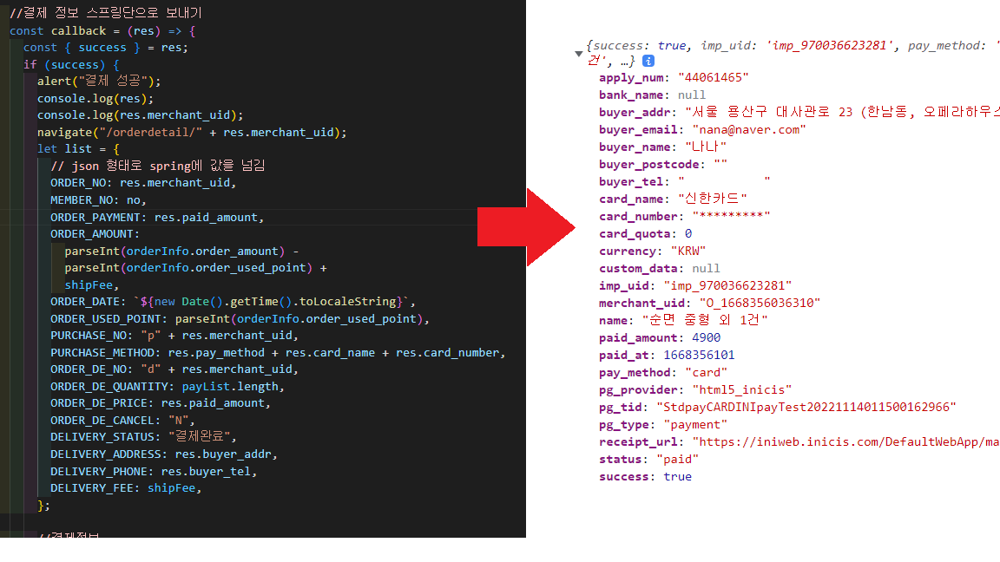 //결제 정보 스프링단으로 보내기
const callback = (res) => {
const { success } = res;
if (success) {
alert("결제 성공");
console.log(res);
console.log(res.merchant_uid);
navigate("/orderdetail/" + res.merchant_uid);
let list = {
// json 형태로 spring에 값을 넘김
ORDER_NO: res.merchant_uid,
MEMBER_NO: no,
ORDER_PAYMENT: res.paid_amount,
ORDER_AMOUNT:
parseInt(orderInfo.order_amount) -
parseInt(orderInfo.order_used_point) +
shipFee,
ORDER_DATE: `${new Date().getTime().toLocaleString}`,
ORDER_USED_POINT: parseInt(orderInfo.order_used_point),
PURCHASE_NO: "p" + res.merchant_uid,
PURCHASE_METHOD: res.pay_method + res.card_name + res.card_number,
ORDER_DE_NO: "d" + res.merchant_uid,
ORDER_DE_QUANTITY: payList.length,
ORDER_DE_PRICE: res.paid_amount,
ORDER_DE_CANCEL: "N",
DELIVERY_STATUS: "결제완료",
DELIVERY_ADDRESS: res.buyer_addr,
DELIVERY_PHONE: res.buyer_tel,
DELIVERY_FEE: shipFee,
};
//결제정보
{success: true, imp_uid: 'imp_970036623281', pay_method: '
건', …} i
apply_num: "44061465"
bank_name: null
buyer_addr: "서울 용산구 대사관로 23 (한남동, 오페라하우스
buyer_email: "nana@naver.com"
buyer_name: "나나"
buyer_postcode: ""
buyer_tel: " "
card_name: "신한카드"
card_number: "*********"
card_quota: 0
currency: "KRW"
custom_data: null
imp_uid: "imp_970036623281"
merchant_uid: "O_1668356036310"
name: "순면 중형 외 1건"
paid_amount: 4900
paid_at: 1668356101
pay_method: "card"
pg_provider: "html5_inicis"
pg_tid: "StdpayCARDINIpayTest20221114011500162966"
pg_type: "payment"
receipt_url: "https://iniweb.inicis.com/DefaultWebApp/ma
status: "paid"
success: true